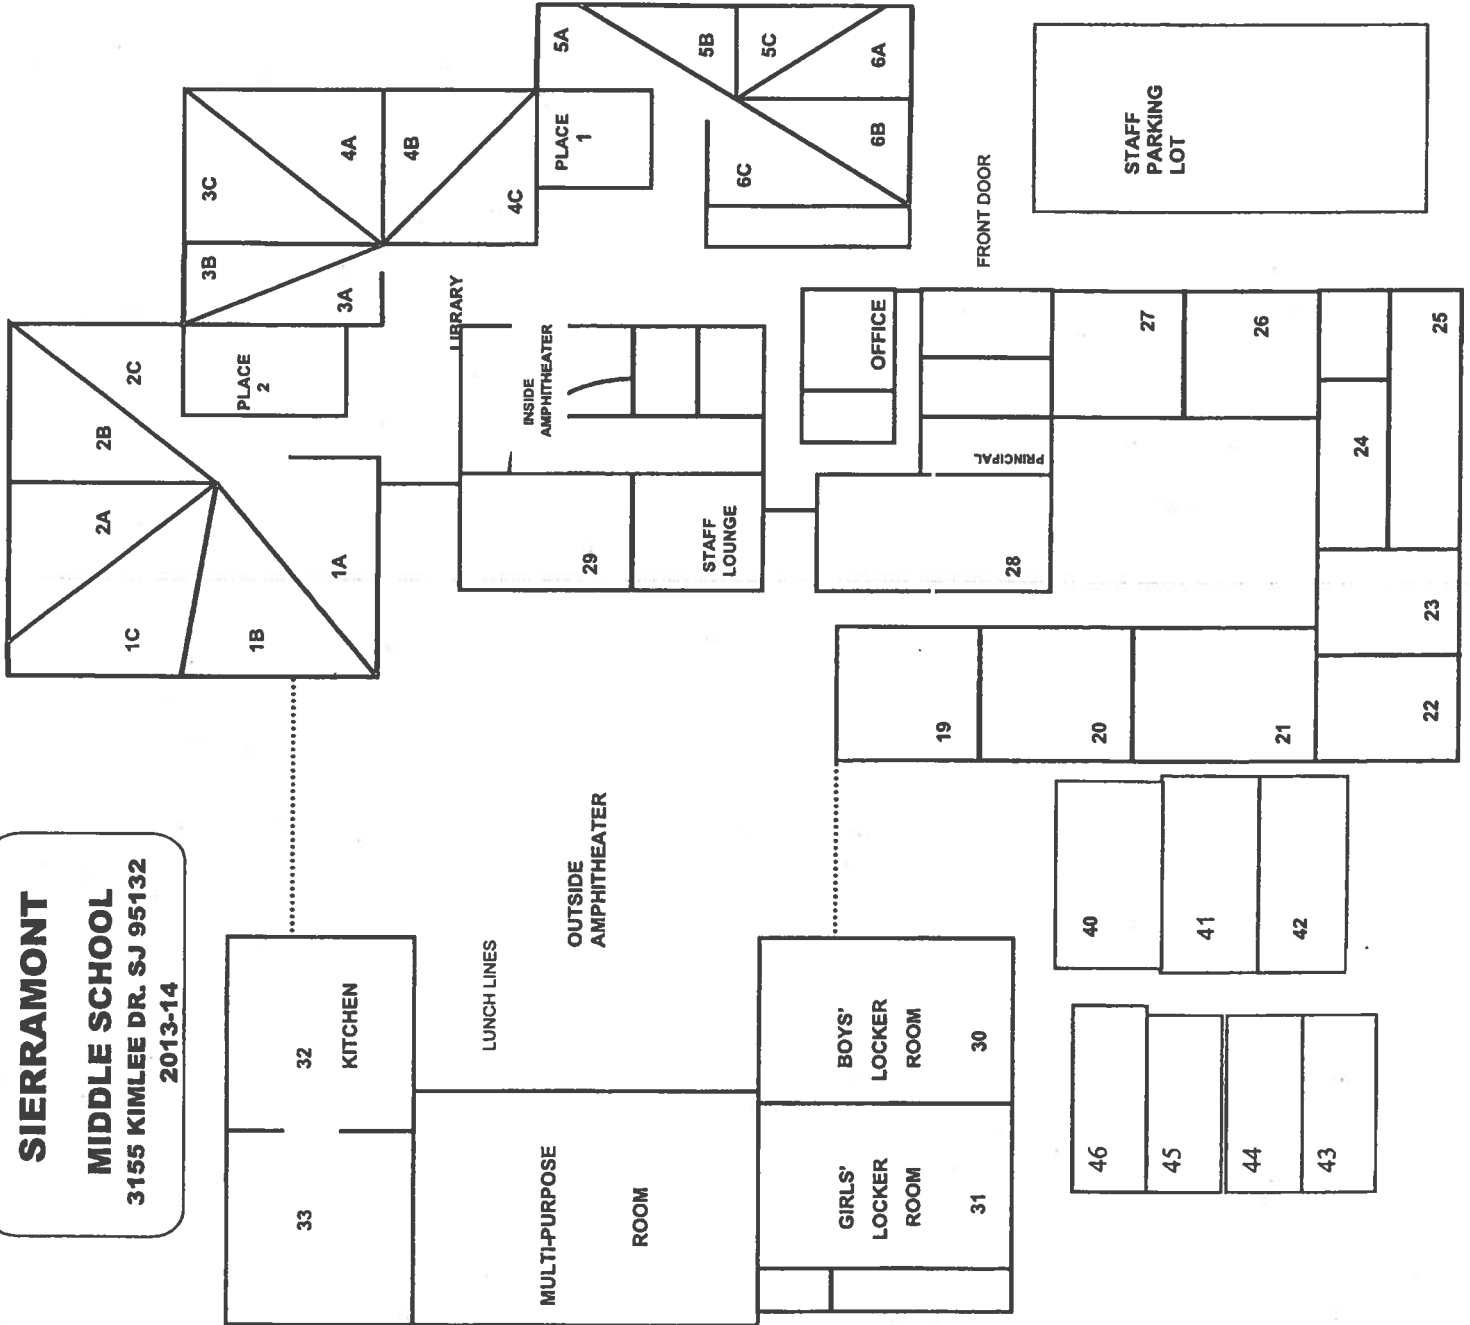 SIERRAMONT
MIDDLE SCHOOL
3155 KIMLEE DR. SJ 95132
2013-14
33
32
KITCHEN
MULTI-PURPOSE
ROOM
LUNCH LINES
OUTSIDE
AMPHITHEATER
GIRLS'
LOCKER
ROOM
31
BOYS'
LOCKER
ROOM
30
46
45
44
43
40
41
42
1C
1B
1A
2A
2B
2C
PLACE
2
3B
3A
3C
4A
4B
4C
LIBRARY
PLACE
1
5A
5B
5C
6A
6B
6C
INSIDE
AMPHITHEATER
29
STAFF
LOUNGE
28
PRINCIPAL
OFFICE
FRONT DOOR
STAFF
PARKING
LOT
19
20
21
22
23
24
25
26
27